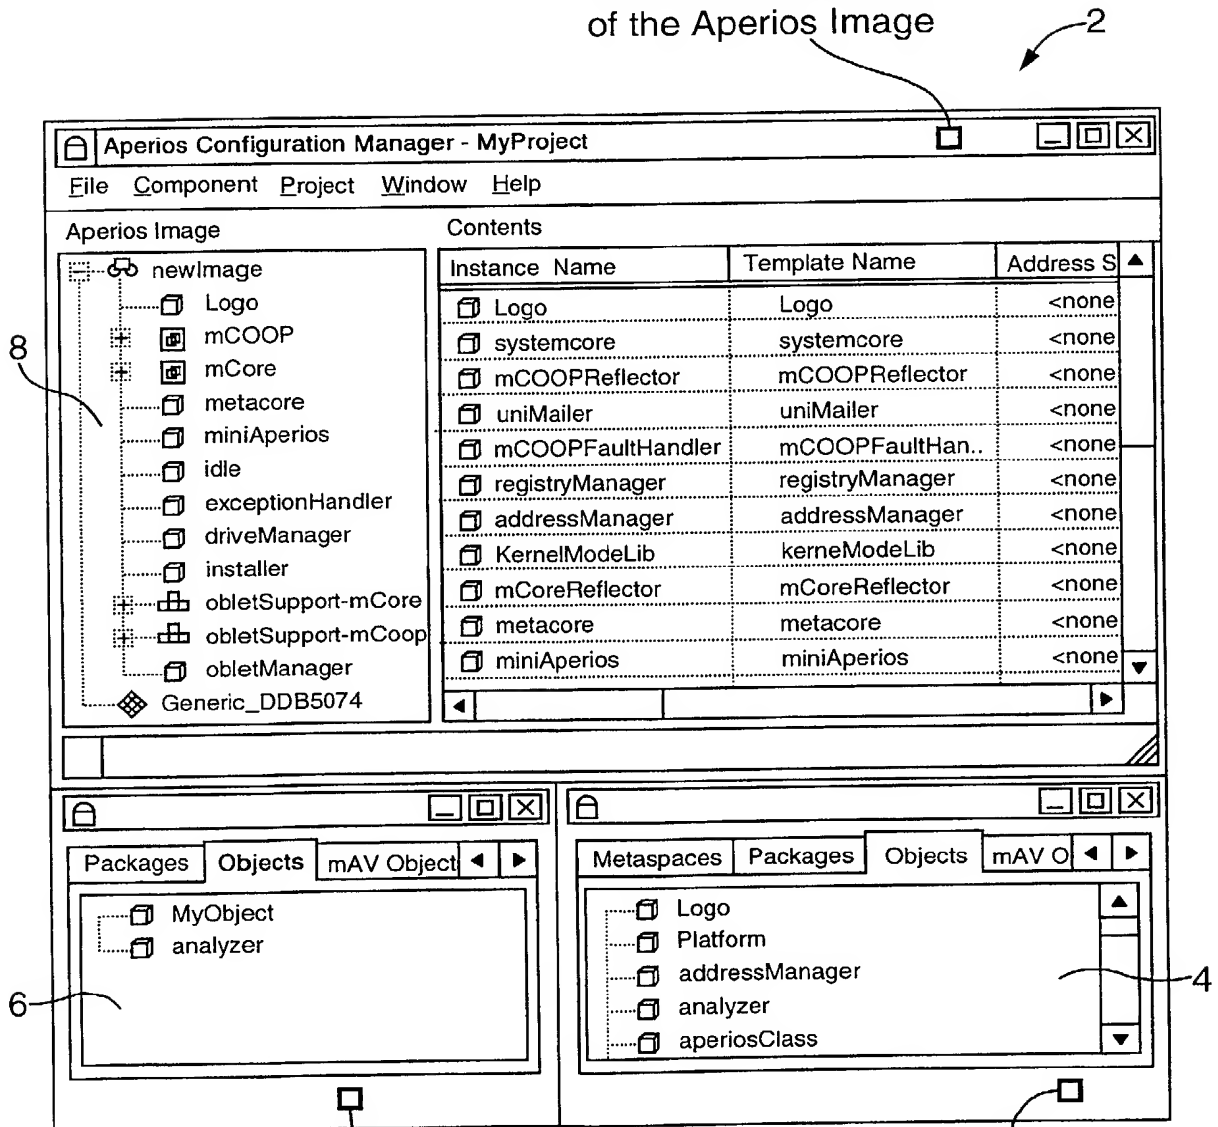 of the Aperios Image
2
Aperios Configuration Manager - MyProject
File Component Project Window Help
Aperios Image
newImage
Logo
mCOOP
mCore
metacore
miniAperios
idle
exceptionHandler
driveManager
installer
obletSupport-mCore
obletSupport-mCoop
obletManager
Generic_DDB5074
8
Contents
Instance Name Template Name Address S
Logo Logo <none
systemcore systemcore <none
mCOOPReflector mCOOPReflector <none
uniMailer uniMailer <none
mCOOPFaultHandler mCOOPFaultHan.. <none
registryManager registryManager <none
addressManager addressManager <none
KernelModeLib kerneModeLib <none
mCoreReflector mCoreReflector <none
metacore metacore <none
miniAperios miniAperios <none
Packages Objects mAV Object
MyObject
analyzer
6
Metaspaces Packages Objects mAV O
Logo
Platform
addressManager
analyzer
aperiosClass
4